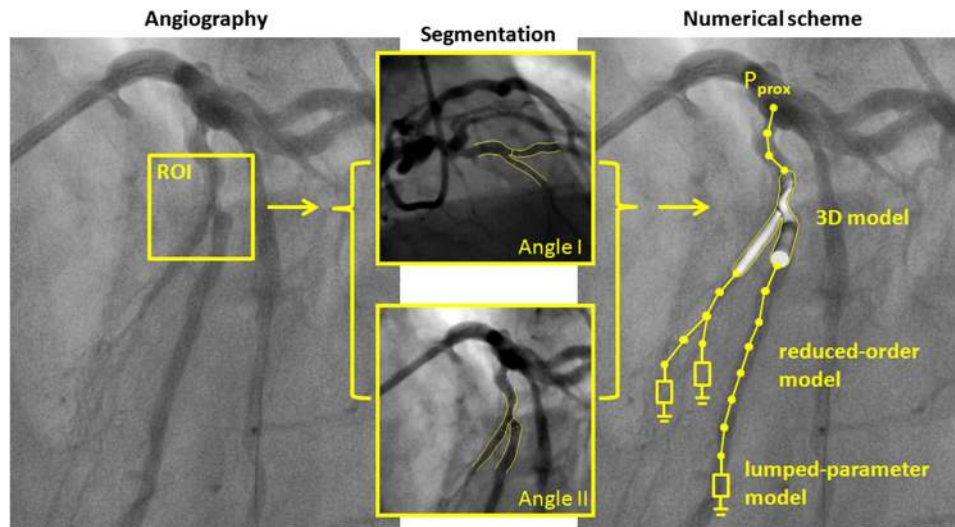 Angiography
Segmentation
Numerical scheme
ROI
Angle I
Angle II
Pprox
3D model
reduced-order
model
lumped-parameter
model